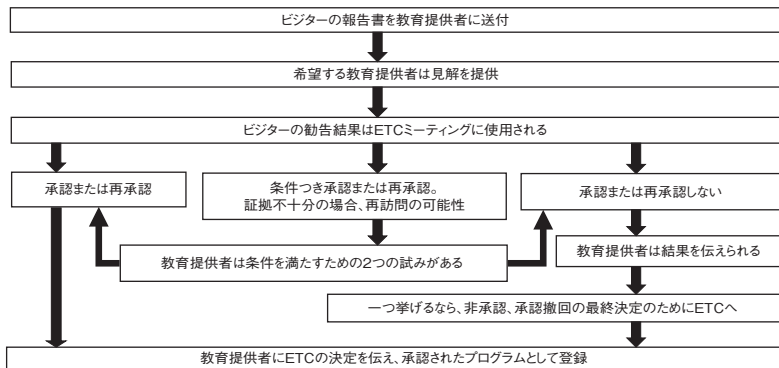 ビジターの報告書を教育提供者に送付
希望する教育提供者は見解を提供
ビジターの勧告結果はETCミーティングに使用される
承認または再承認
条件つき承認または再承認。
証拠不十分の場合、再訪問の可能性
承認または再承認しない
教育提供者は条件を満たすための2つの試みがある
教育提供者は結果を伝えられる
一つ挙げるなら、非承認、承認撤回の最終決定のためにETCへ
教育提供者にETCの決定を伝え、承認されたプログラムとして登録